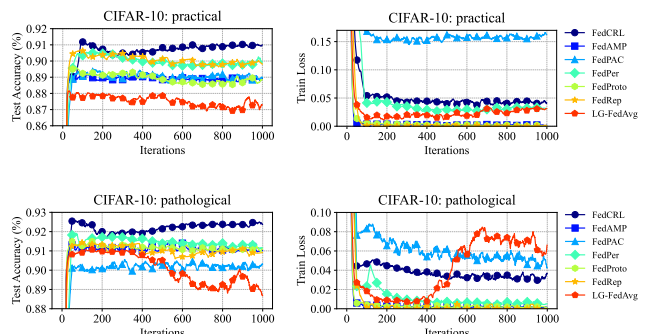 CIFAR-10: practical
Test Accuracy (%)
0.92
0.91
0.90
0.89
0.88
0.87
0.86
0 200 400 600 800 1000
Iterations
CIFAR-10: practical
Train Loss
0.15
0.10
0.05
0.00
0 200 400 600 800 1000
Iterations
FedCRL
FedAMP
FedPAC
FedPer
FedProto
FedRep
LG-FedAvg
CIFAR-10: pathological
Test Accuracy (%)
0.93
0.92
0.91
0.90
0.89
0.88
0 200 400 600 800 1000
Iterations
CIFAR-10: pathological
Train Loss
0.10
0.08
0.06
0.04
0.02
0.00
0 200 400 600 800 1000
Iterations
FedCRL
FedAMP
FedPAC
FedPer
FedProto
FedRep
LG-FedAvg